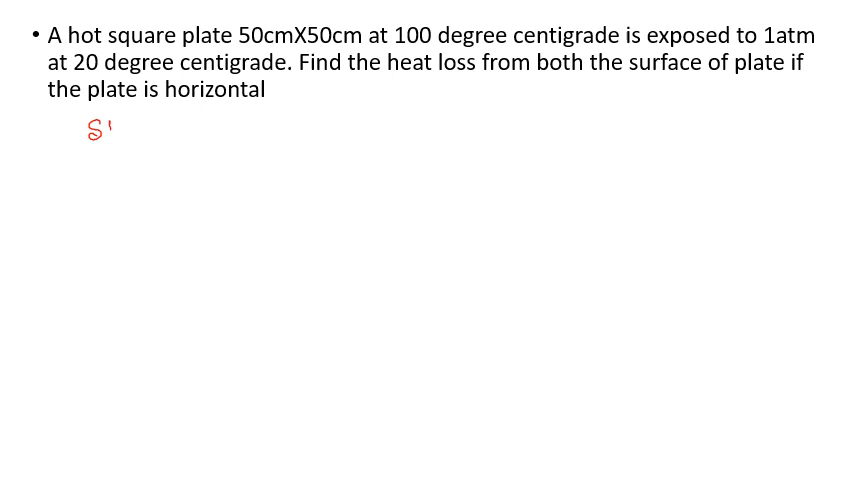 • A hot square plate 50cmX50cm at 100 degree centigrade is exposed to 1atm
at 20 degree centigrade. Find the heat loss from both the surface of plate if
the plate is horizontal